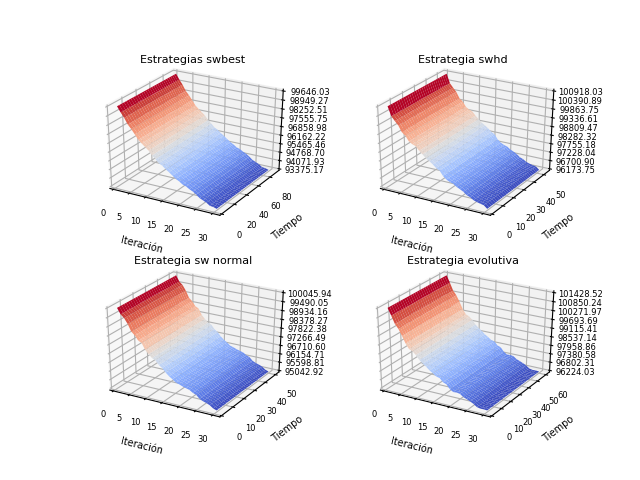 Estrategias swbest
99646.03
98949.27
98252.51
97555.75
96858.98
96162.22
95465.46
94768.70
94071.93
93375.17
0 5 10 15 20 25 30
Iteración
0 20 40 60 80
Tiempo
Estrategia swhd
100918.03
100390.89
99863.75
99336.61
98809.47
98282.32
97755.18
97228.04
96700.90
96173.75
0 5 10 15 20 25 30
Iteración
0 10 20 30 40 50
Tiempo
Estrategia sw normal
100045.94
99490.05
98934.16
98378.27
97822.38
97266.49
96710.60
96154.71
95598.81
95042.92
0 5 10 15 20 25 30
Iteración
0 10 20 30 40 50
Tiempo
Estrategia evolutiva
101428.52
100850.24
100271.97
99693.69
99115.41
98537.14
97958.86
97380.58
96802.31
96224.03
0 5 10 15 20 25 30
Iteración
0 10 20 30 40 50 60
Tiempo